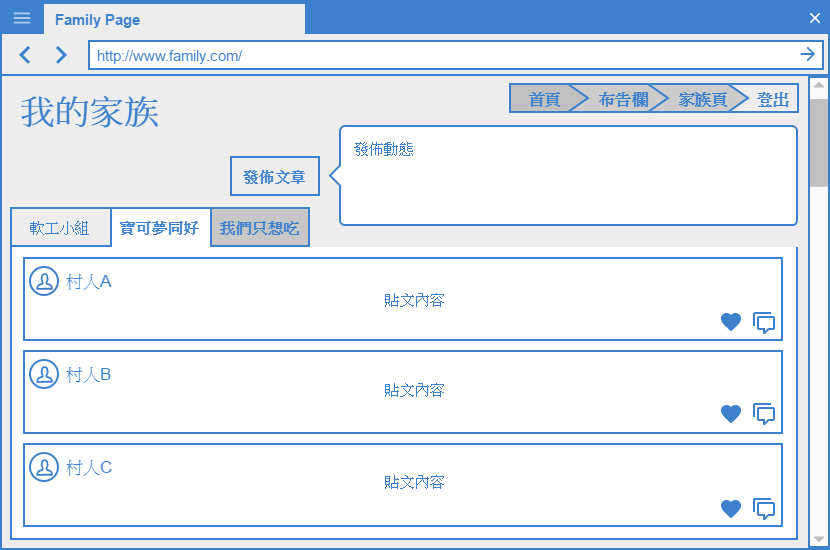 Family Page
http://www.family.com/
我的家族
首頁
布告欄
家族頁
登出
發佈文章
發佈動態
軟工小組
寶可夢同好
我們只想吃
村人A
貼文內容
村人B
貼文內容
村人C
貼文內容